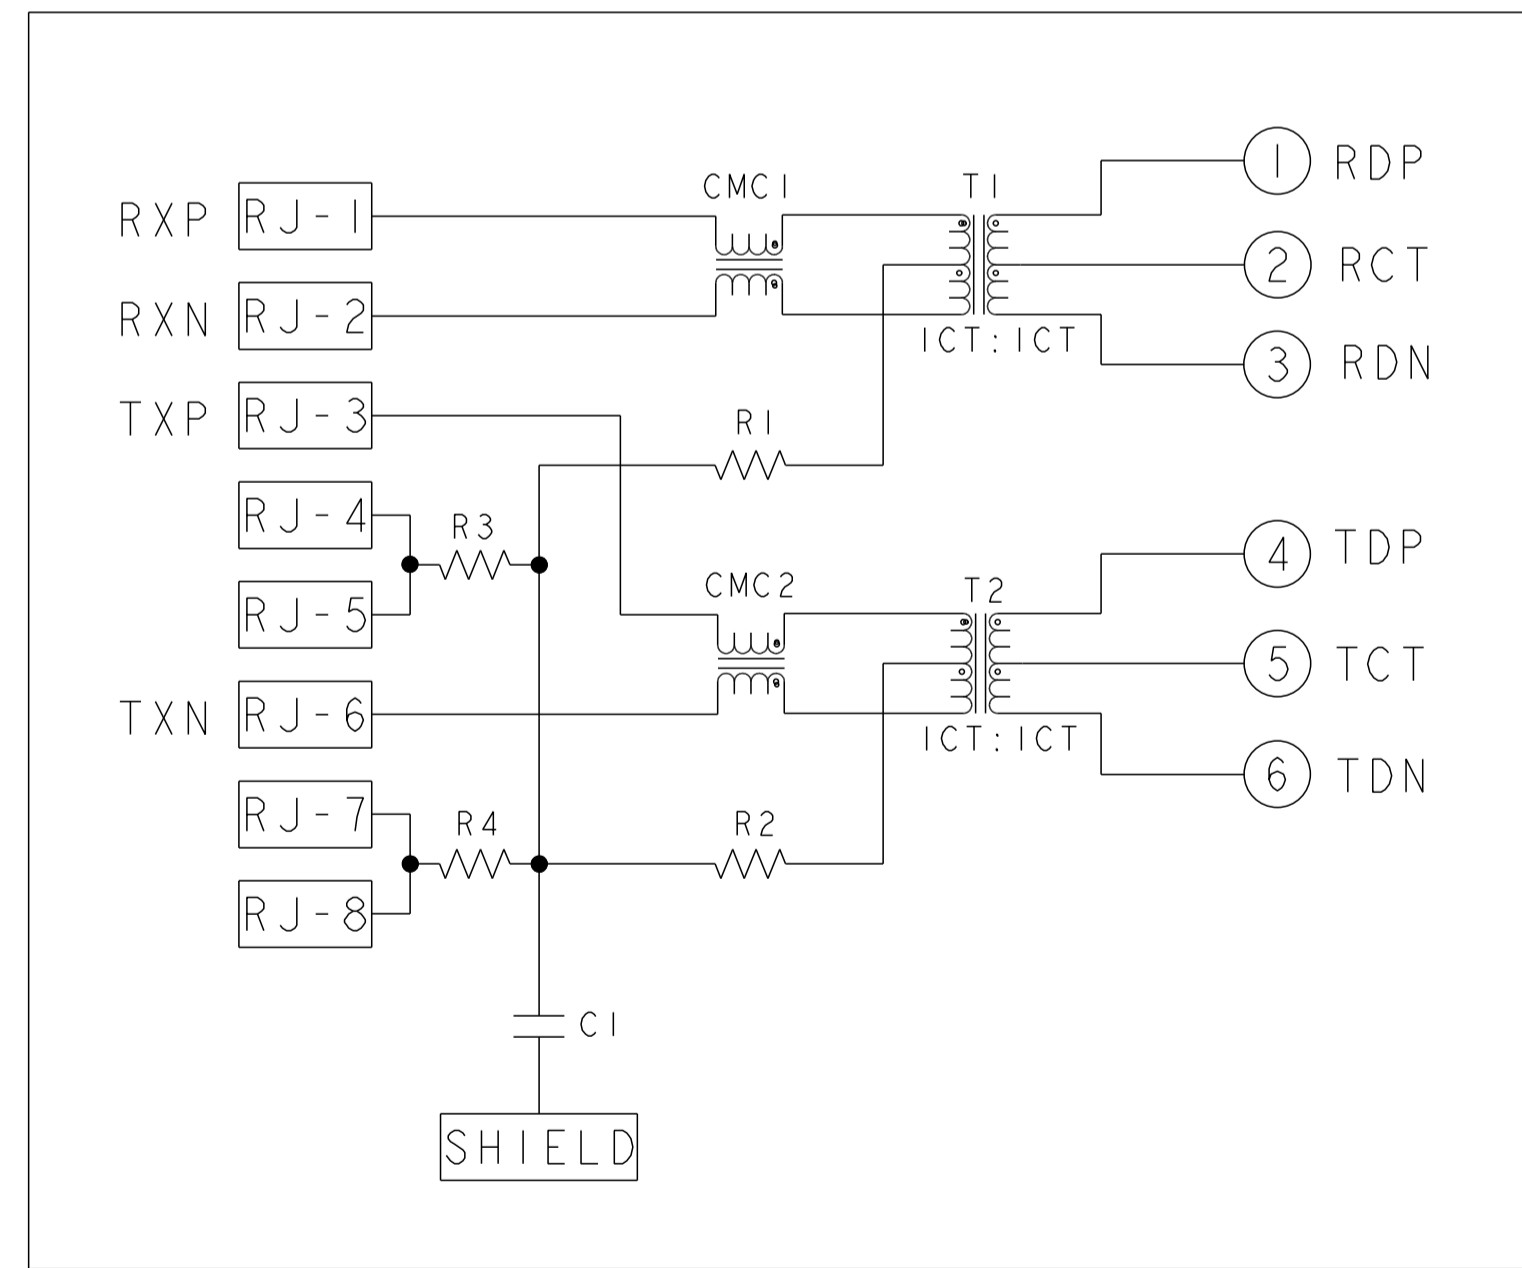 CMC1 T1 1 RDP
RXP RJ-1
2 RCT
RXN RJ-2
1CT:1CT
3 RDN
TXP RJ-3
R1
RJ-4
R3
4 TDP
CMC2 T2
RJ-5
5 TCT
TXN RJ-6
1CT:1CT
6 TDN
RJ-7
R4 R2
RJ-8
C1
SHIELD